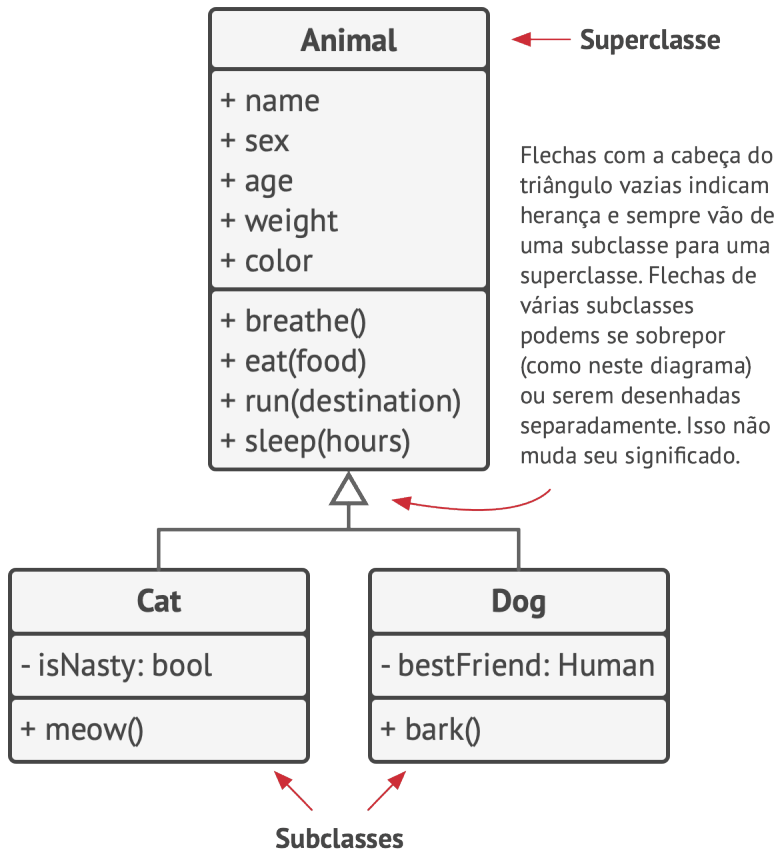 Animal
Superclasse
+ name
+ sex
+ age
+ weight
+ color
+ breathe()
+ eat(food)
+ run(destination)
+ sleep(hours)
Flechas com a cabeça do
triângulo vazias indicam
herança e sempre vão de
uma subclasse para uma
superclasse. Flechas de
várias subclasses
podems se sobrepor
(como neste diagrama)
ou serem desenhadas
separadamente. Isso não
muda seu significado.
Cat
- isNasty: bool
+ meow()
Dog
- bestFriend: Human
+ bark()
Subclasses